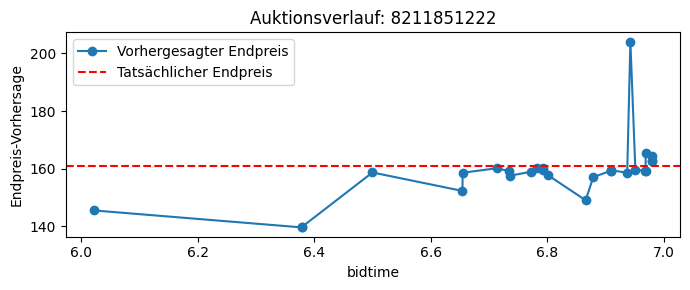 Auktionsverlauf: 8211851222
Vorhergesagter Endpreis
Tatsächlicher Endpreis
Endpreis-Vorhersage
200
180
160
140
6.0 6.2 6.4 6.6 6.8 7.0
bidtime